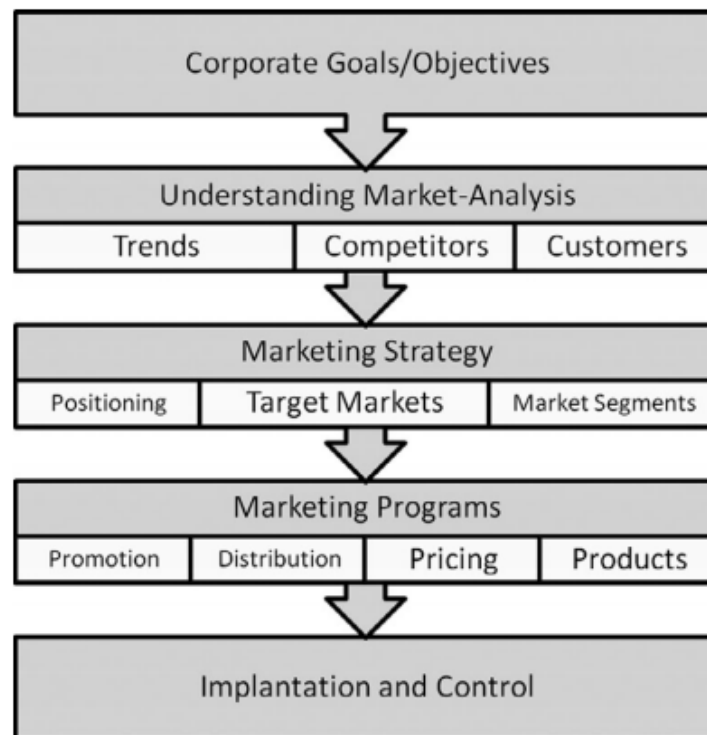 Corporate Goals/Objectives
Understanding Market-Analysis
Trends
Competitors
Customers
Marketing Strategy
Positioning
Target Markets
Market Segments
Marketing Programs
Promotion
Distribution
Pricing
Products
Implantation and Control